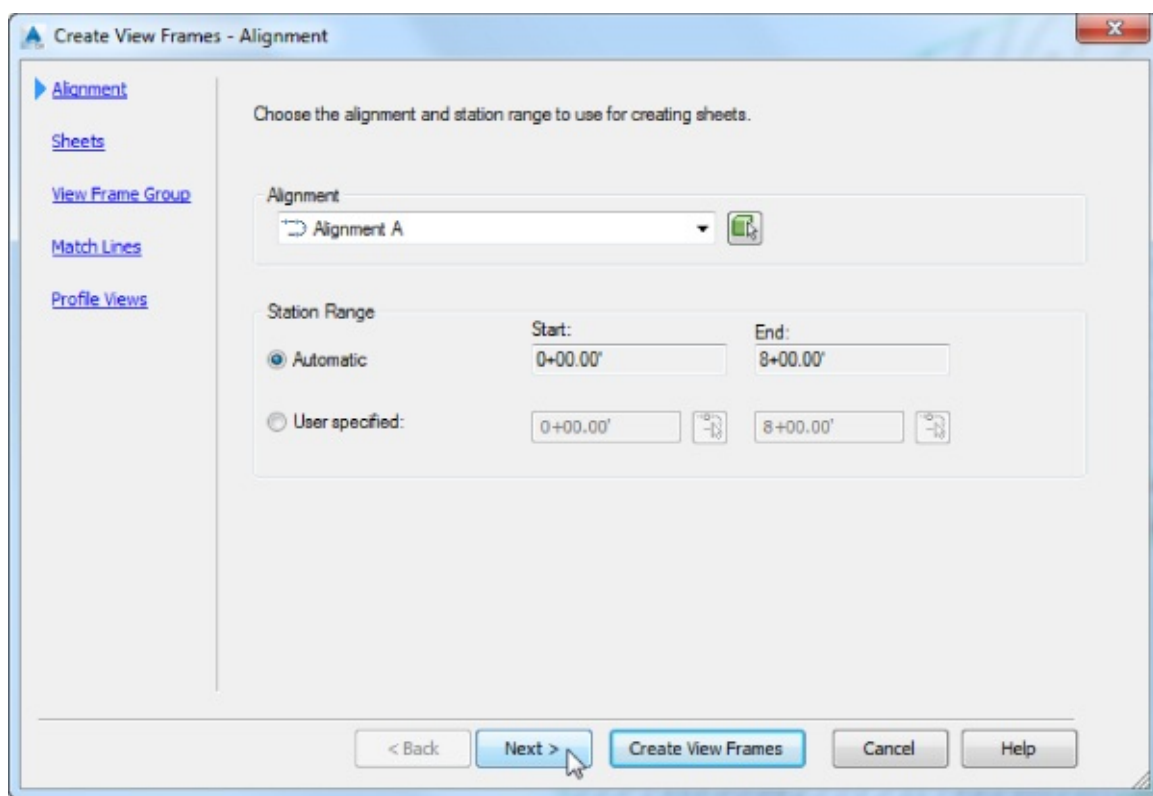 Create View Frames - Alignment
Alignment
Sheets
View Frame Group
Match Lines
Profile Views
Choose the alignment and station range to use for creating sheets.
Alignment
Alignment A
Station Range
Start: End:
Automatic 0+00.00' 8+00.00'
User specified: 0+00.00' 8+00.00'
< Back Next > Create View Frames Cancel Help